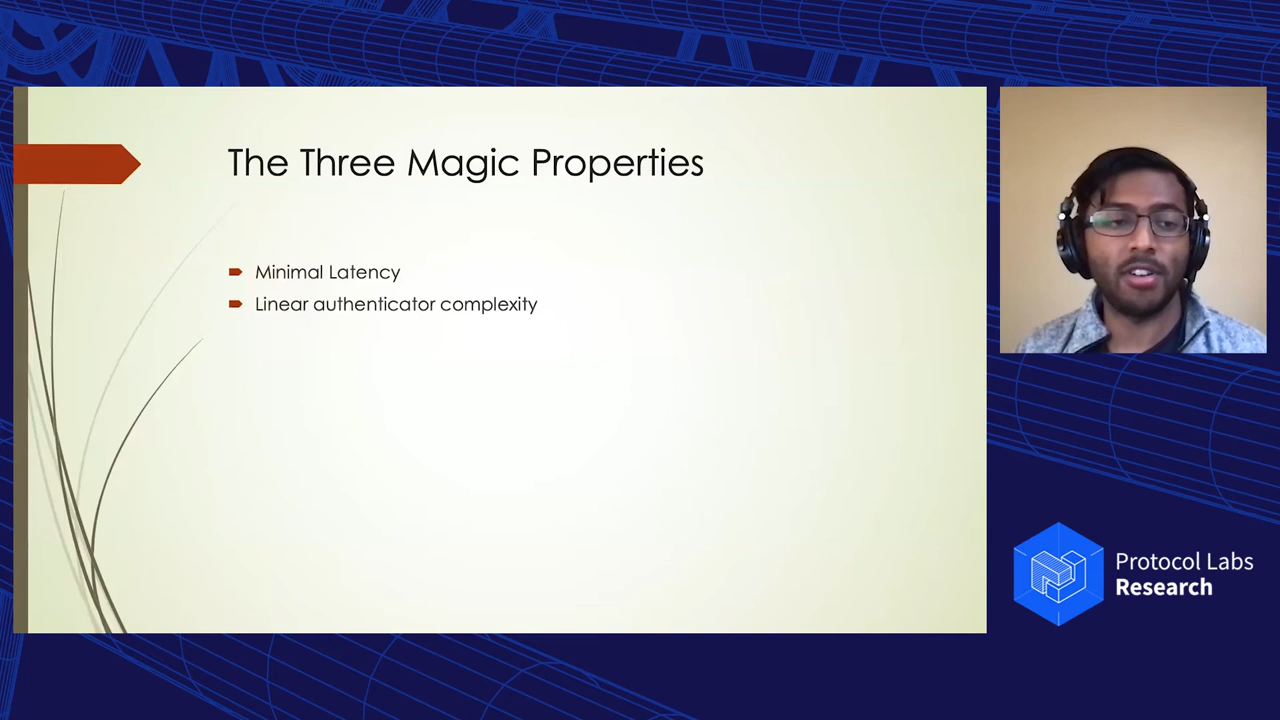 The Three Magic Properties
Minimal Latency
Linear authenticator complexity
Protocol Labs
Research